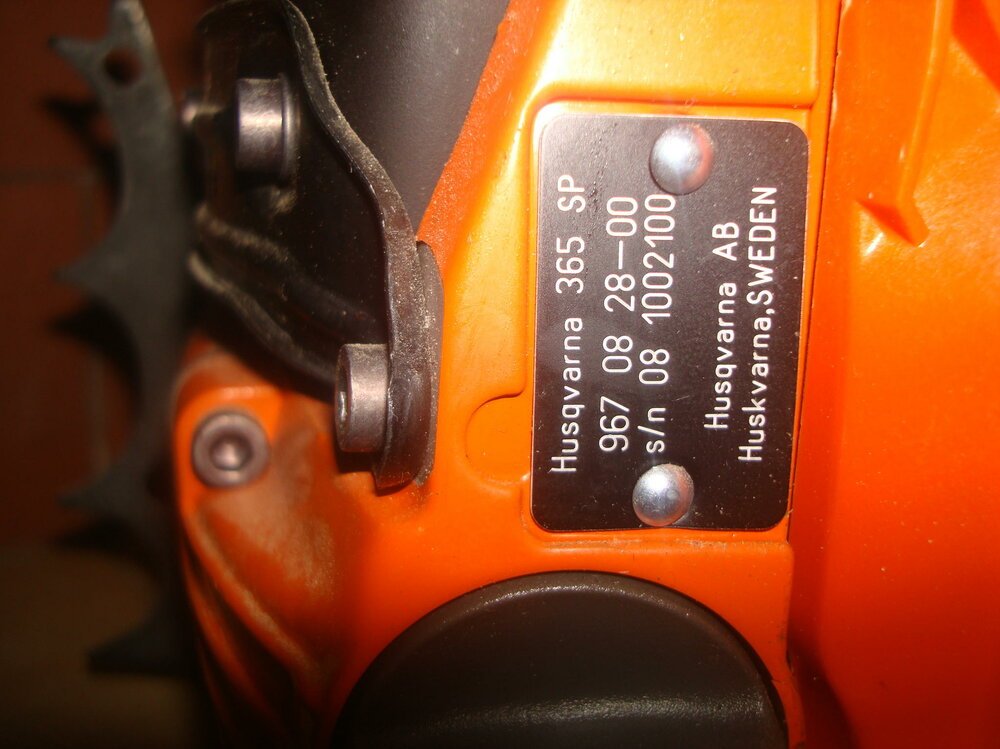 Husqvarna 365 SP
967 08 28-00
s/n 08 1002100
Husqvarna AB
Huskvarna,SWEDEN